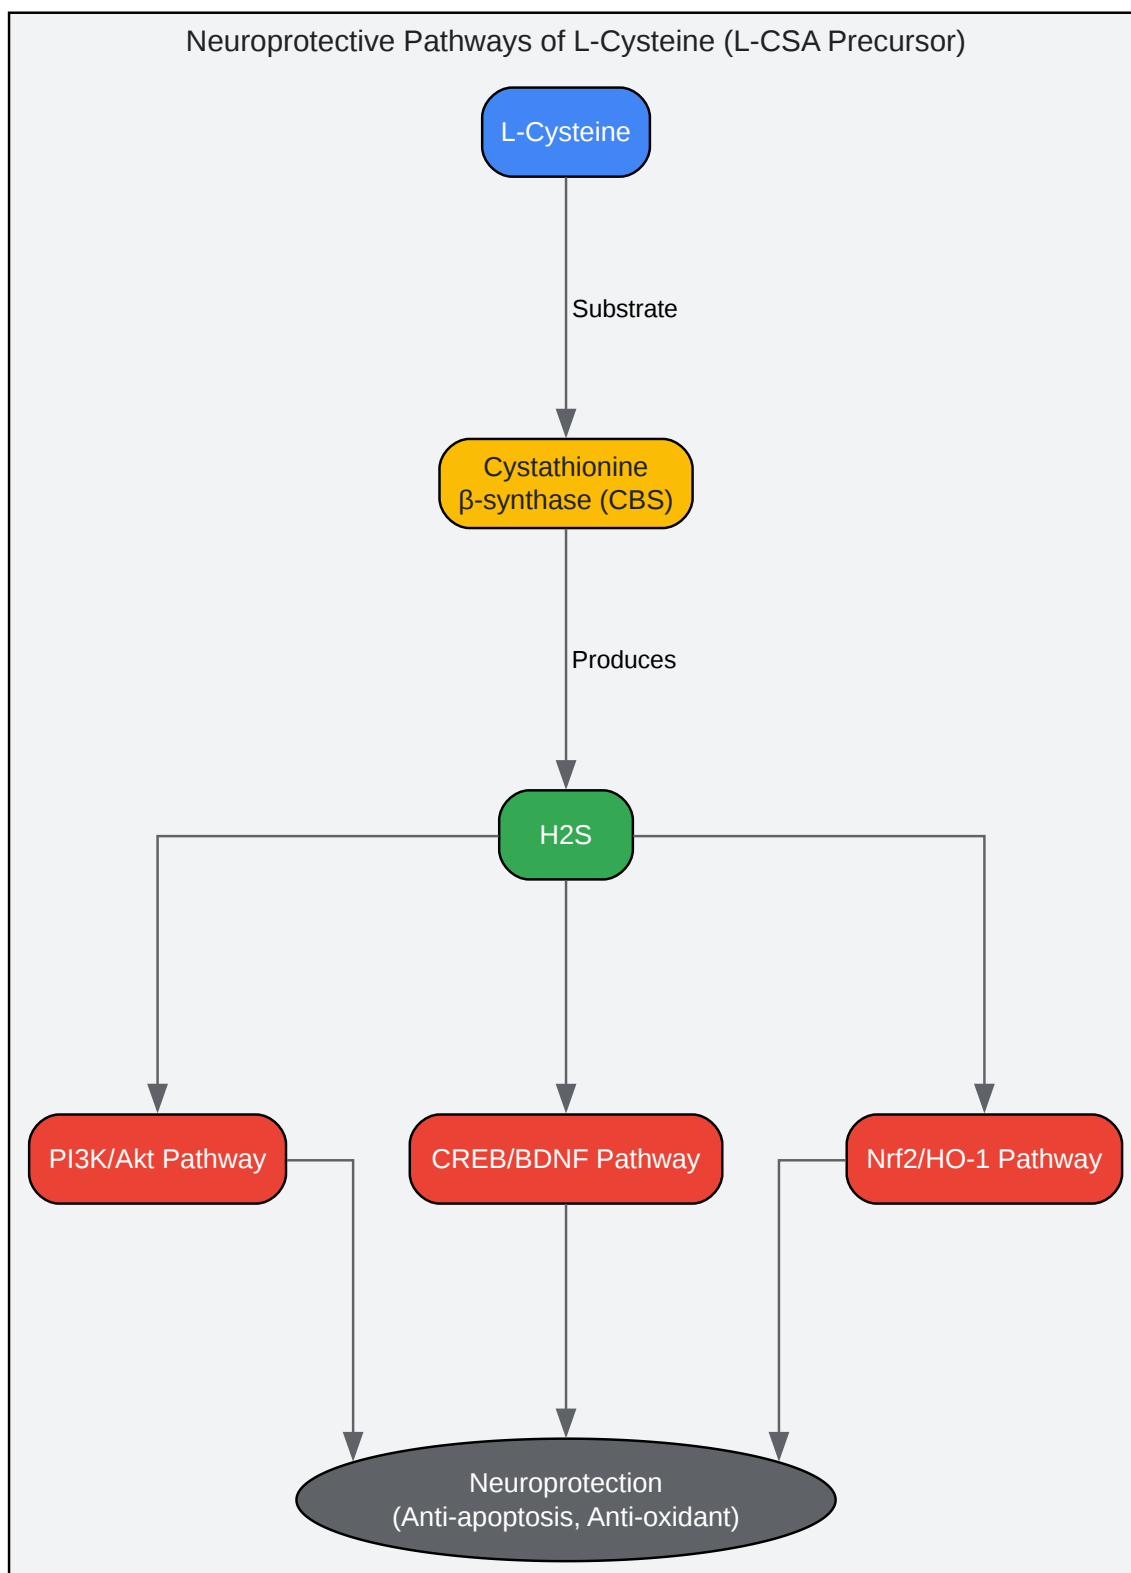 Neuroprotective Pathways of L-Cysteine (L-CSA Precursor)
L-Cysteine
Substrate
Cystathionine
β-synthase (CBS)
Produces
H2S
PI3K/Akt Pathway
CREB/BDNF Pathway
Nrf2/HO-1 Pathway
Neuroprotection
(Anti-apoptosis, Anti-oxidant)